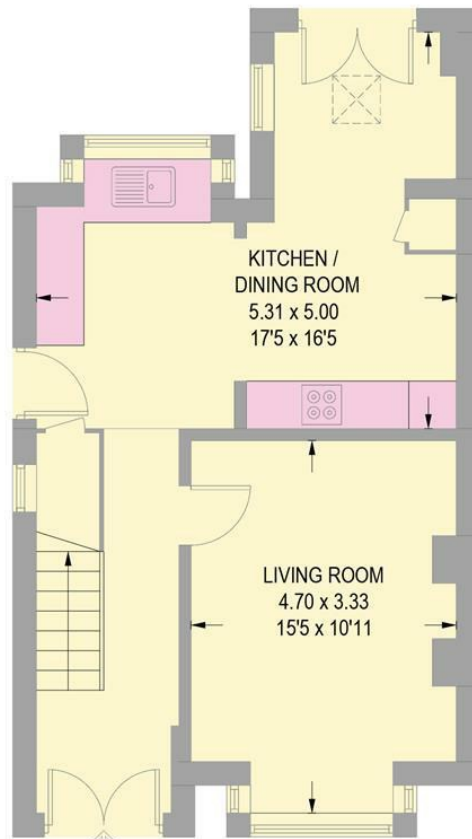 KITCHEN /
DINING ROOM
5.31 x 5.00
17'5 x 16'5
LIVING ROOM
4.70 x 3.33
15'5 x 10'11